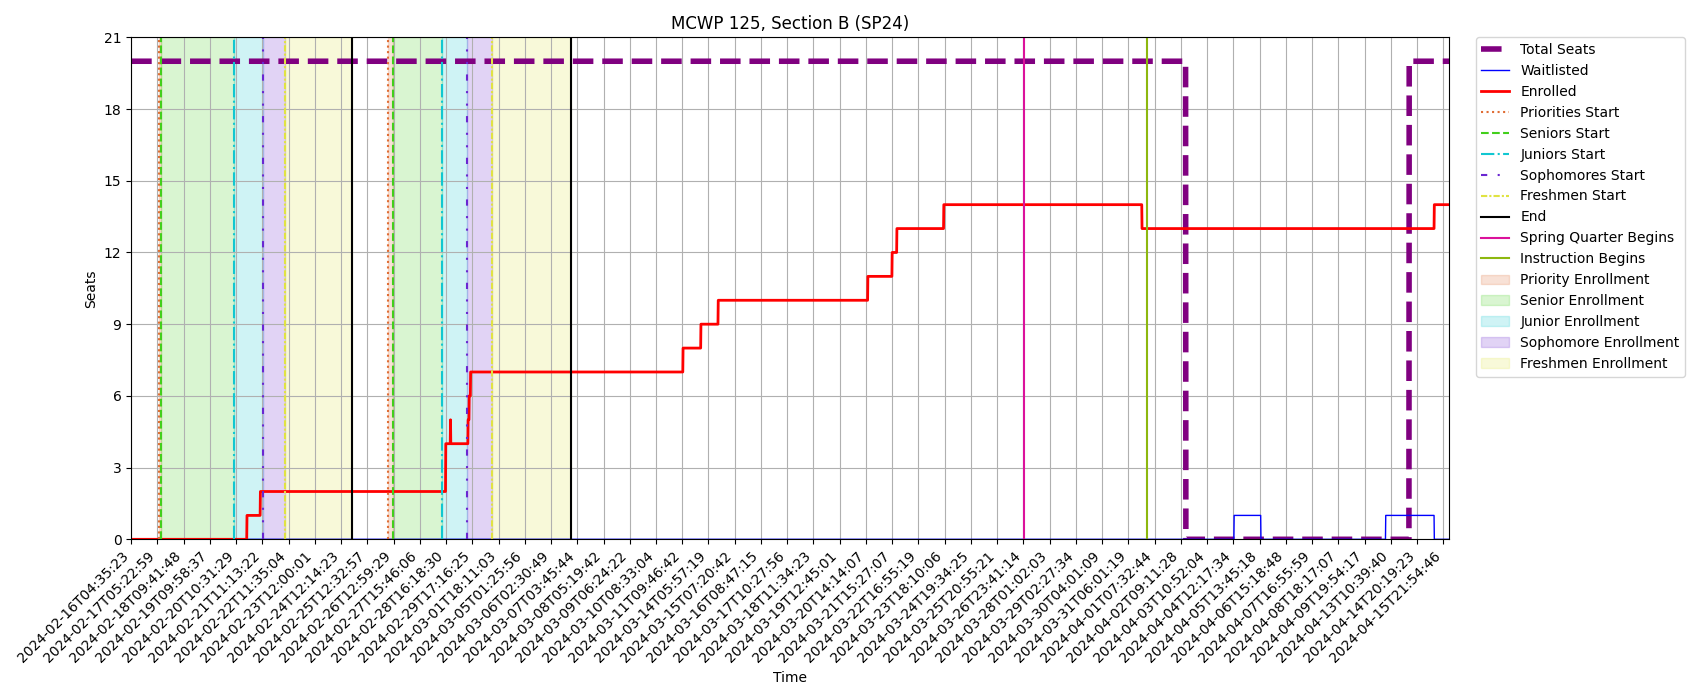 MCWP 125, Section B (SP24)
Seats
21
18
15
12
9
6
3
0
2024-02-16T04:35:23
2024-02-17T05:22:59
2024-02-18T09:41:48
2024-02-19T09:58:37
2024-02-20T10:31:29
2024-02-21T11:13:22
2024-02-22T11:35:04
2024-02-23T12:00:01
2024-02-24T12:14:23
2024-02-25T12:32:57
2024-02-26T12:59:29
2024-02-27T15:46:06
2024-02-28T16:18:30
2024-02-29T17:16:25
2024-03-01T18:11:03
2024-03-05T01:25:56
2024-03-06T02:30:49
2024-03-07T03:45:44
2024-03-08T05:19:42
2024-03-09T06:24:22
2024-03-10T08:33:04
2024-03-11T09:46:42
2024-03-14T05:57:19
2024-03-15T07:20:42
2024-03-16T08:47:15
2024-03-17T10:27:56
2024-03-18T11:34:23
2024-03-19T12:45:01
2024-03-20T14:14:07
2024-03-21T15:27:07
2024-03-22T16:55:19
2024-03-23T18:10:06
2024-03-24T19:34:25
2024-03-25T20:55:21
2024-03-26T23:41:14
2024-03-28T01:02:03
2024-03-29T02:27:34
2024-03-30T04:01:09
2024-03-31T06:01:19
2024-04-01T07:32:44
2024-04-02T09:11:28
2024-04-03T10:52:04
2024-04-04T12:17:34
2024-04-05T13:45:18
2024-04-06T15:18:48
2024-04-07T16:55:59
2024-04-08T18:17:07
2024-04-09T19:54:17
2024-04-13T10:39:40
2024-04-14T20:19:23
2024-04-15T21:54:46
Time
Total Seats
Waitlisted
Enrolled
Priorities Start
Seniors Start
Juniors Start
Sophomores Start
Freshmen Start
End
Spring Quarter Begins
Instruction Begins
Priority Enrollment
Senior Enrollment
Junior Enrollment
Sophomore Enrollment
Freshmen Enrollment